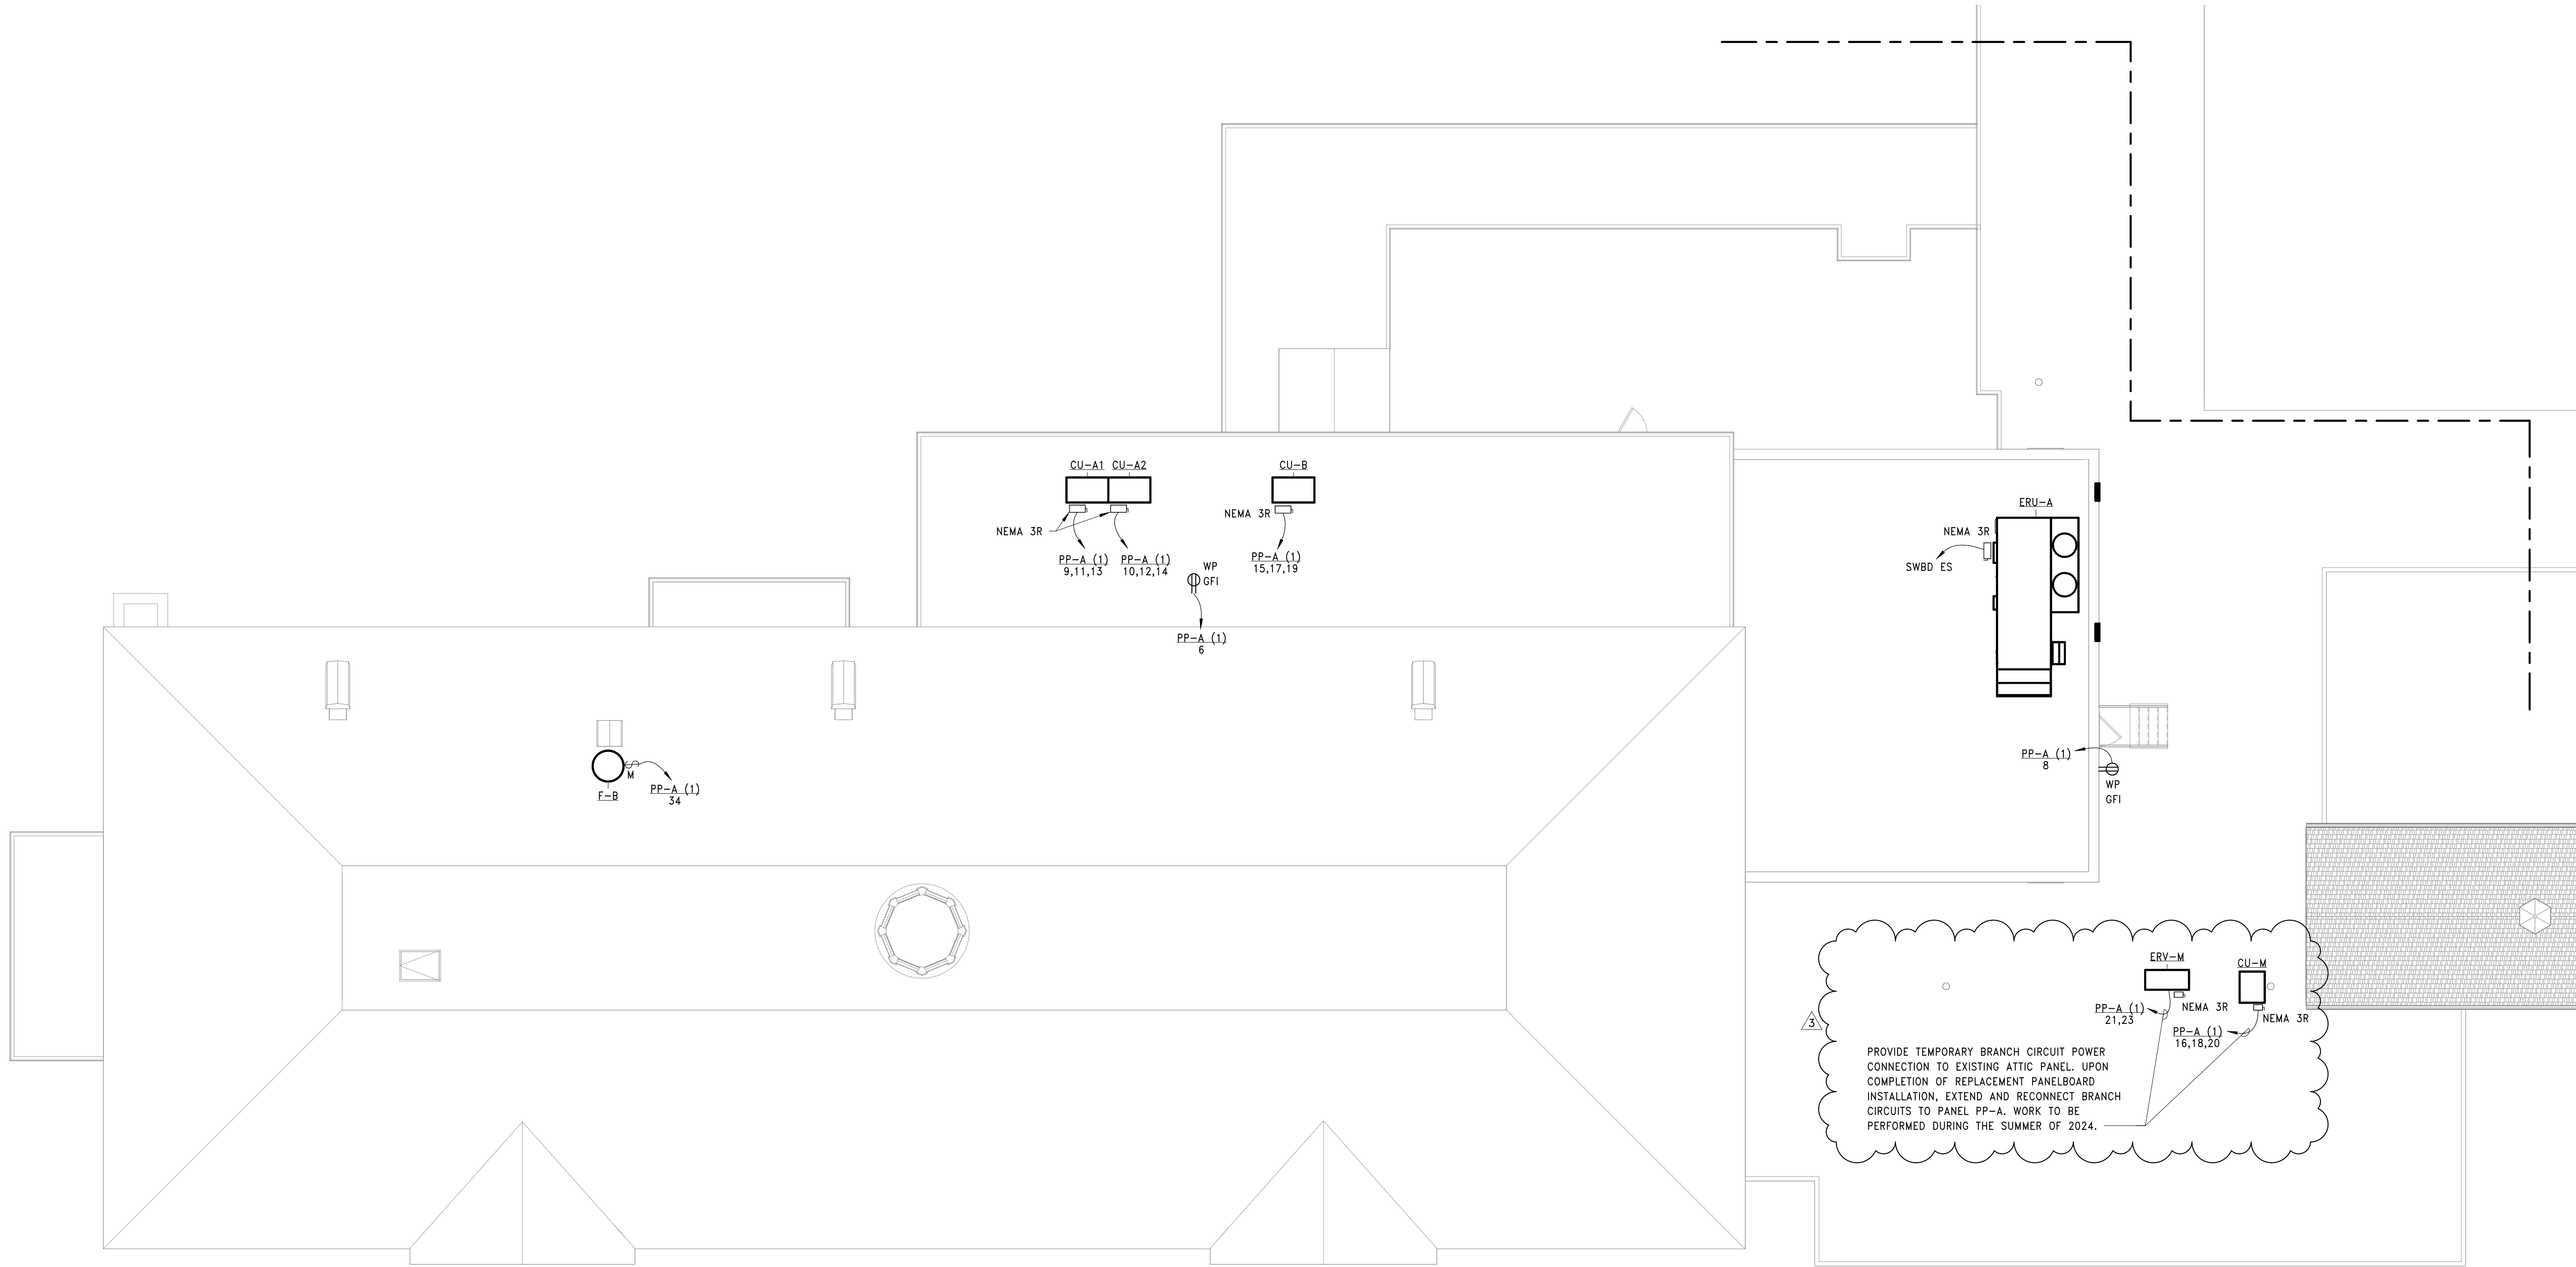 CU-A1
CU-A2
NEMA 3R
PP-A (1)
9,11,13
PP-A (1)
10,12,14
CU-B
NEMA 3R
PP-A (1)
15,17,19
WP
GFI
PP-A (1)
6
ERU-A
NEMA 3R
SWBD ES
PP-A (1)
8
WP
GFI
M
F-B
PP-A (1)
34
3
ERV-M
CU-M
NEMA 3R
PP-A (1)
21,23
NEMA 3R
PP-A (1)
16,18,20
PROVIDE TEMPORARY BRANCH CIRCUIT POWER
CONNECTION TO EXISTING ATTIC PANEL. UPON
COMPLETION OF REPLACEMENT PANELBOARD
INSTALLATION, EXTEND AND RECONNECT BRANCH
CIRCUITS TO PANEL PP-A. WORK TO BE
PERFORMED DURING THE SUMMER OF 2024.